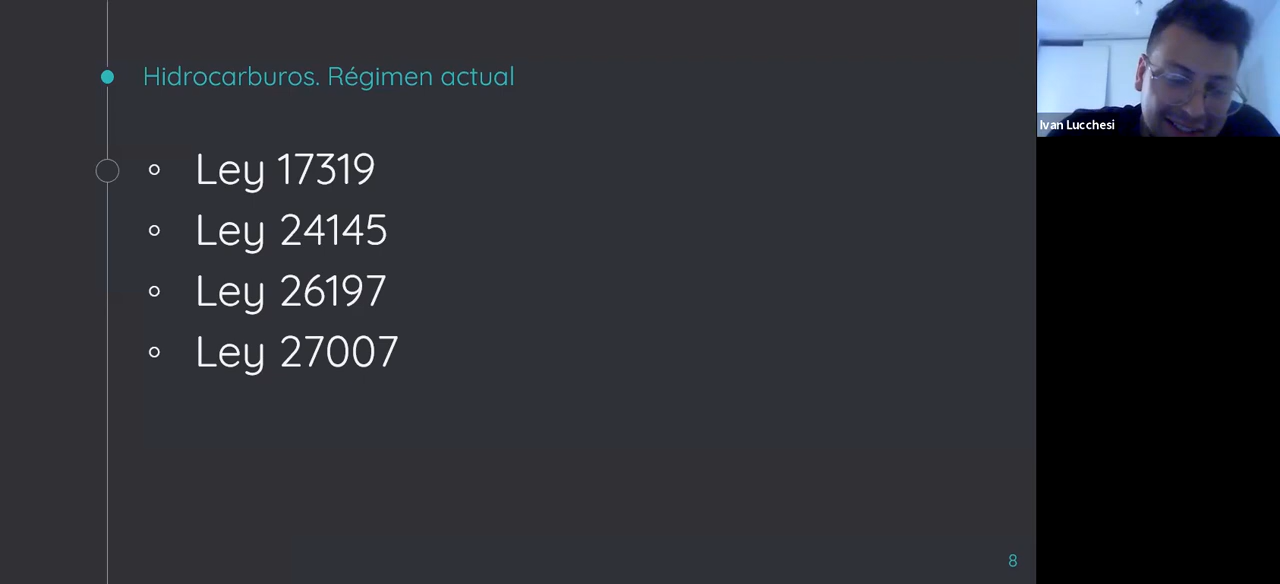 Hidrocarburos. Régimen actual
Ley 17319
Ley 24145
Ley 26197
Ley 27007
8
Ivan Lucchesi